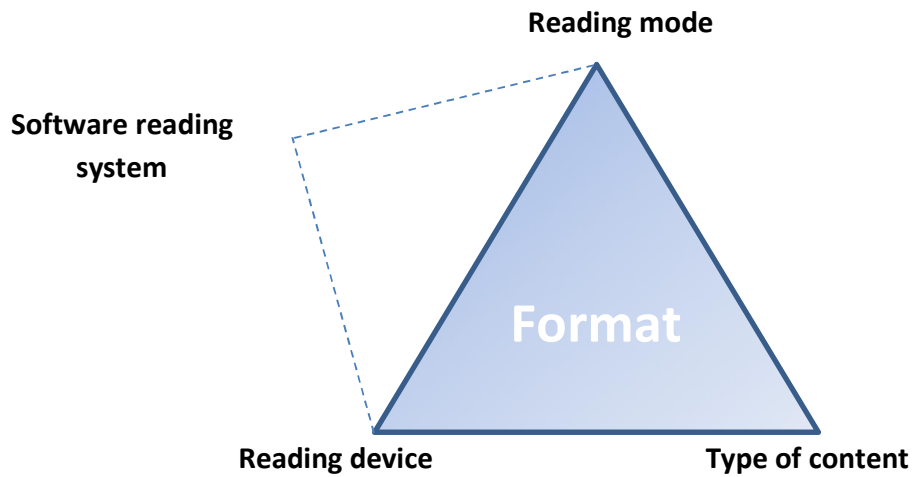 Reading mode
Software reading
system
Format
Reading device
Type of content